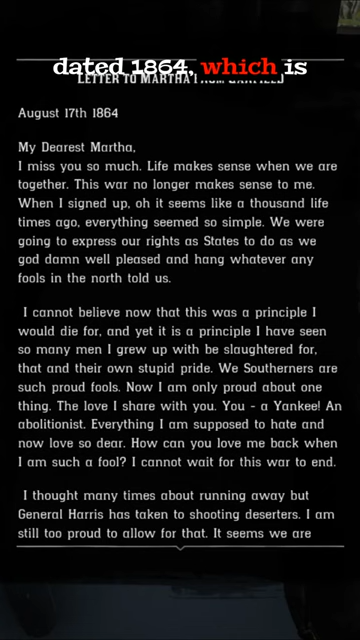 dated 1864, which is
LETTER TO MARTHA FROM GARFIELD
August 17th 1864
My Dearest Martha,
I miss you so much. Life makes sense when we are
together. This war no longer makes sense to me.
When I signed up, oh it seems like a thousand life
times ago, everything seemed so simple. We were
going to express our rights as States to do as we
god damn well pleased and hang whatever any
fools in the north told us.
I cannot believe now that this was a principle I
would die for, and yet it is a principle I have seen
so many men I grew up with be slaughtered for,
that and their own stupid pride. We Southerners are
such proud fools. Now I am only proud about one
thing. The love I share with you. You - a Yankee! An
abolitionist. Everything I am supposed to hate and
now love so dear. How can you love me back when
I am such a fool? I cannot wait for this war to end.
I thought many times about running away but
General Harris has taken to shooting deserters. I am
still too proud to allow for that. It seems we are